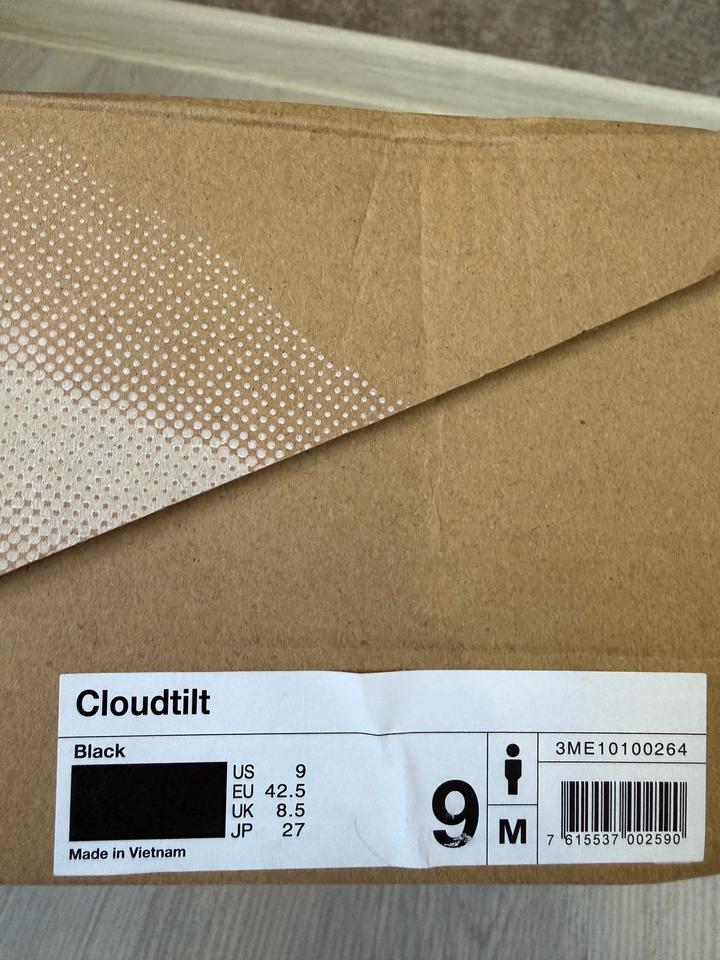 Cloudtilt
Black
US 9
EU 42.5
UK 8.5
JP 27
Made in Vietnam
9
M
3ME10100264
7 615537 002590